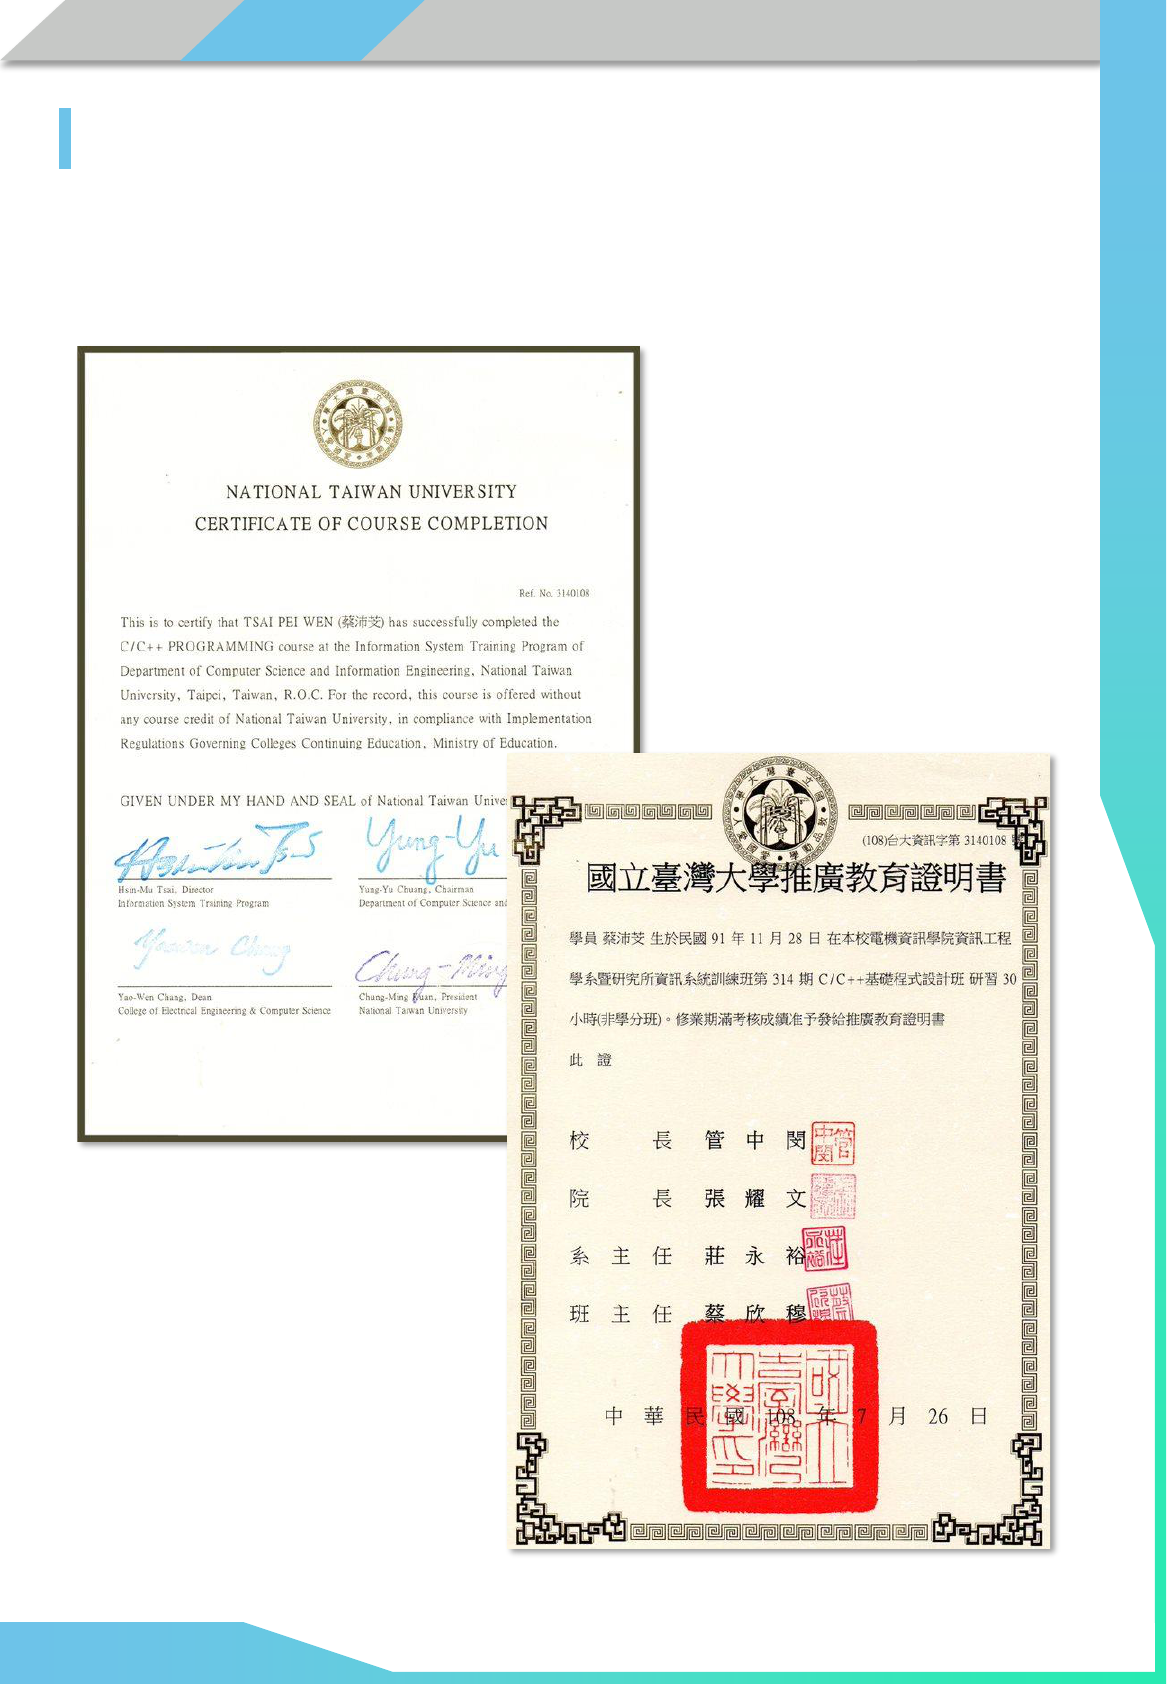 NATIONAL TAIWAN UNIVERSITY
CERTIFICATE OF COURSE COMPLETION
Ref. No. 3140108
This is to certify that TSAI PEI WEN (蔡沛芠) has successfully completed the
C/C++ PROGRAMMING course at the Information System Training Program of
Department of Computer Science and Information Engineering, National Taiwan
University, Taipei, Taiwan, R.O.C. For the record, this course is offered without
any course credit of National Taiwan University, in compliance with Implementation
Regulations Governing Colleges Continuing Education, Ministry of Education.
GIVEN UNDER MY HAND AND SEAL of National Taiwan Unive
Yung-Yu
Hsin-Mu Tsai, Director
Information System Training Program
Yung-Yu Chuang, Chairman
Department of Computer Science and
Yaowen Chang
Chung-Ming
Yao-Wen Chang, Dean
College of Electrical Engineering & Computer Science
Chung-Ming Kuan, President
National Taiwan University
(108)台大資訊字第 3140108 號
國立臺灣大學推廣教育證明書
學員 蔡沛芠 生於民國 91 年 11 月 28 日 在本校電機資訊學院資訊工程
學系暨研究所資訊系統訓練班第 314 期 C/C++基礎程式設計班 研習 30
小時(非學分班)。修業期滿考核成績准予發給推廣教育證明書
此 證
校 長 管 中 閔
院 長 張 耀 文
系 主 任 莊 永 裕
班 主 任 蔡 欣 穆
中 華 民 國 108 年 7 月 26 日